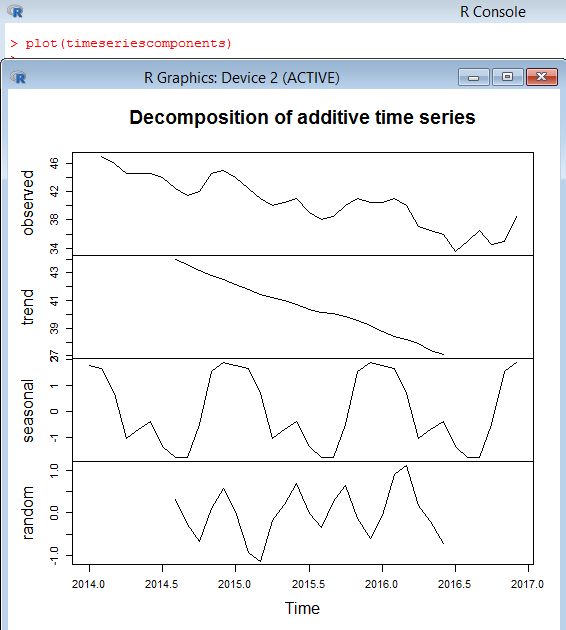 R Console
> plot(timeseriescomponents)
R Graphics: Device 2 (ACTIVE)
Decomposition of additive time series
observed
34 38 42 46
trend
37 39 41 43
seasonal
-1 0 1 2
random
-1.0 0.0 1.0
2014.0 2014.5 2015.0 2015.5 2016.0 2016.5 2017.0
Time